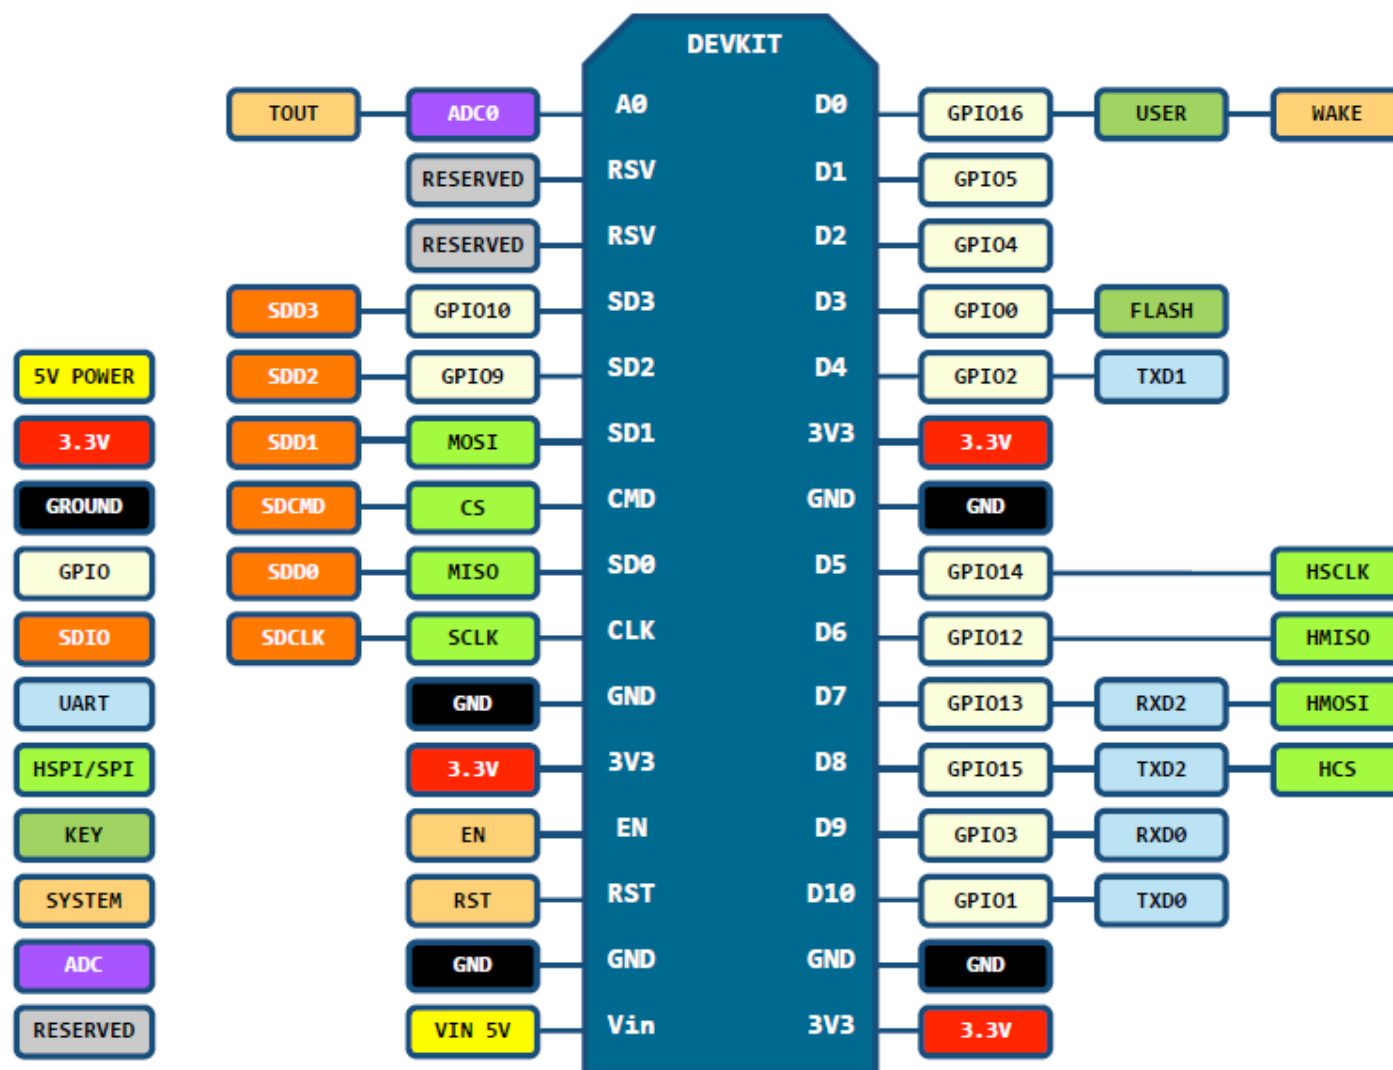 DEVKIT
TOUT ADC0 A0 D0 GPIO16 USER WAKE
RESERVED RSV D1 GPIO5
RESERVED RSV D2 GPIO4
SDD3 GPIO10 SD3 D3 GPIO0 FLASH
5V POWER SDD2 GPIO9 SD2 D4 GPIO2 TXD1
3.3V SDD1 MOSI SD1 3V3 3.3V
GROUND SDCMD CS CMD GND GND
GPIO SDD0 MISO SD0 D5 GPIO14 HSCLK
SDIO SDCLK SCLK CLK D6 GPIO12 HMISO
UART GND GND D7 GPIO13 RXD2 HMOSI
HSPI/SPI 3.3V 3V3 D8 GPIO15 TXD2 HCS
KEY EN EN D9 GPIO3 RXD0
SYSTEM RST RST D10 GPIO1 TXD0
ADC GND GND GND GND
RESERVED VIN 5V Vin 3V3 3.3V